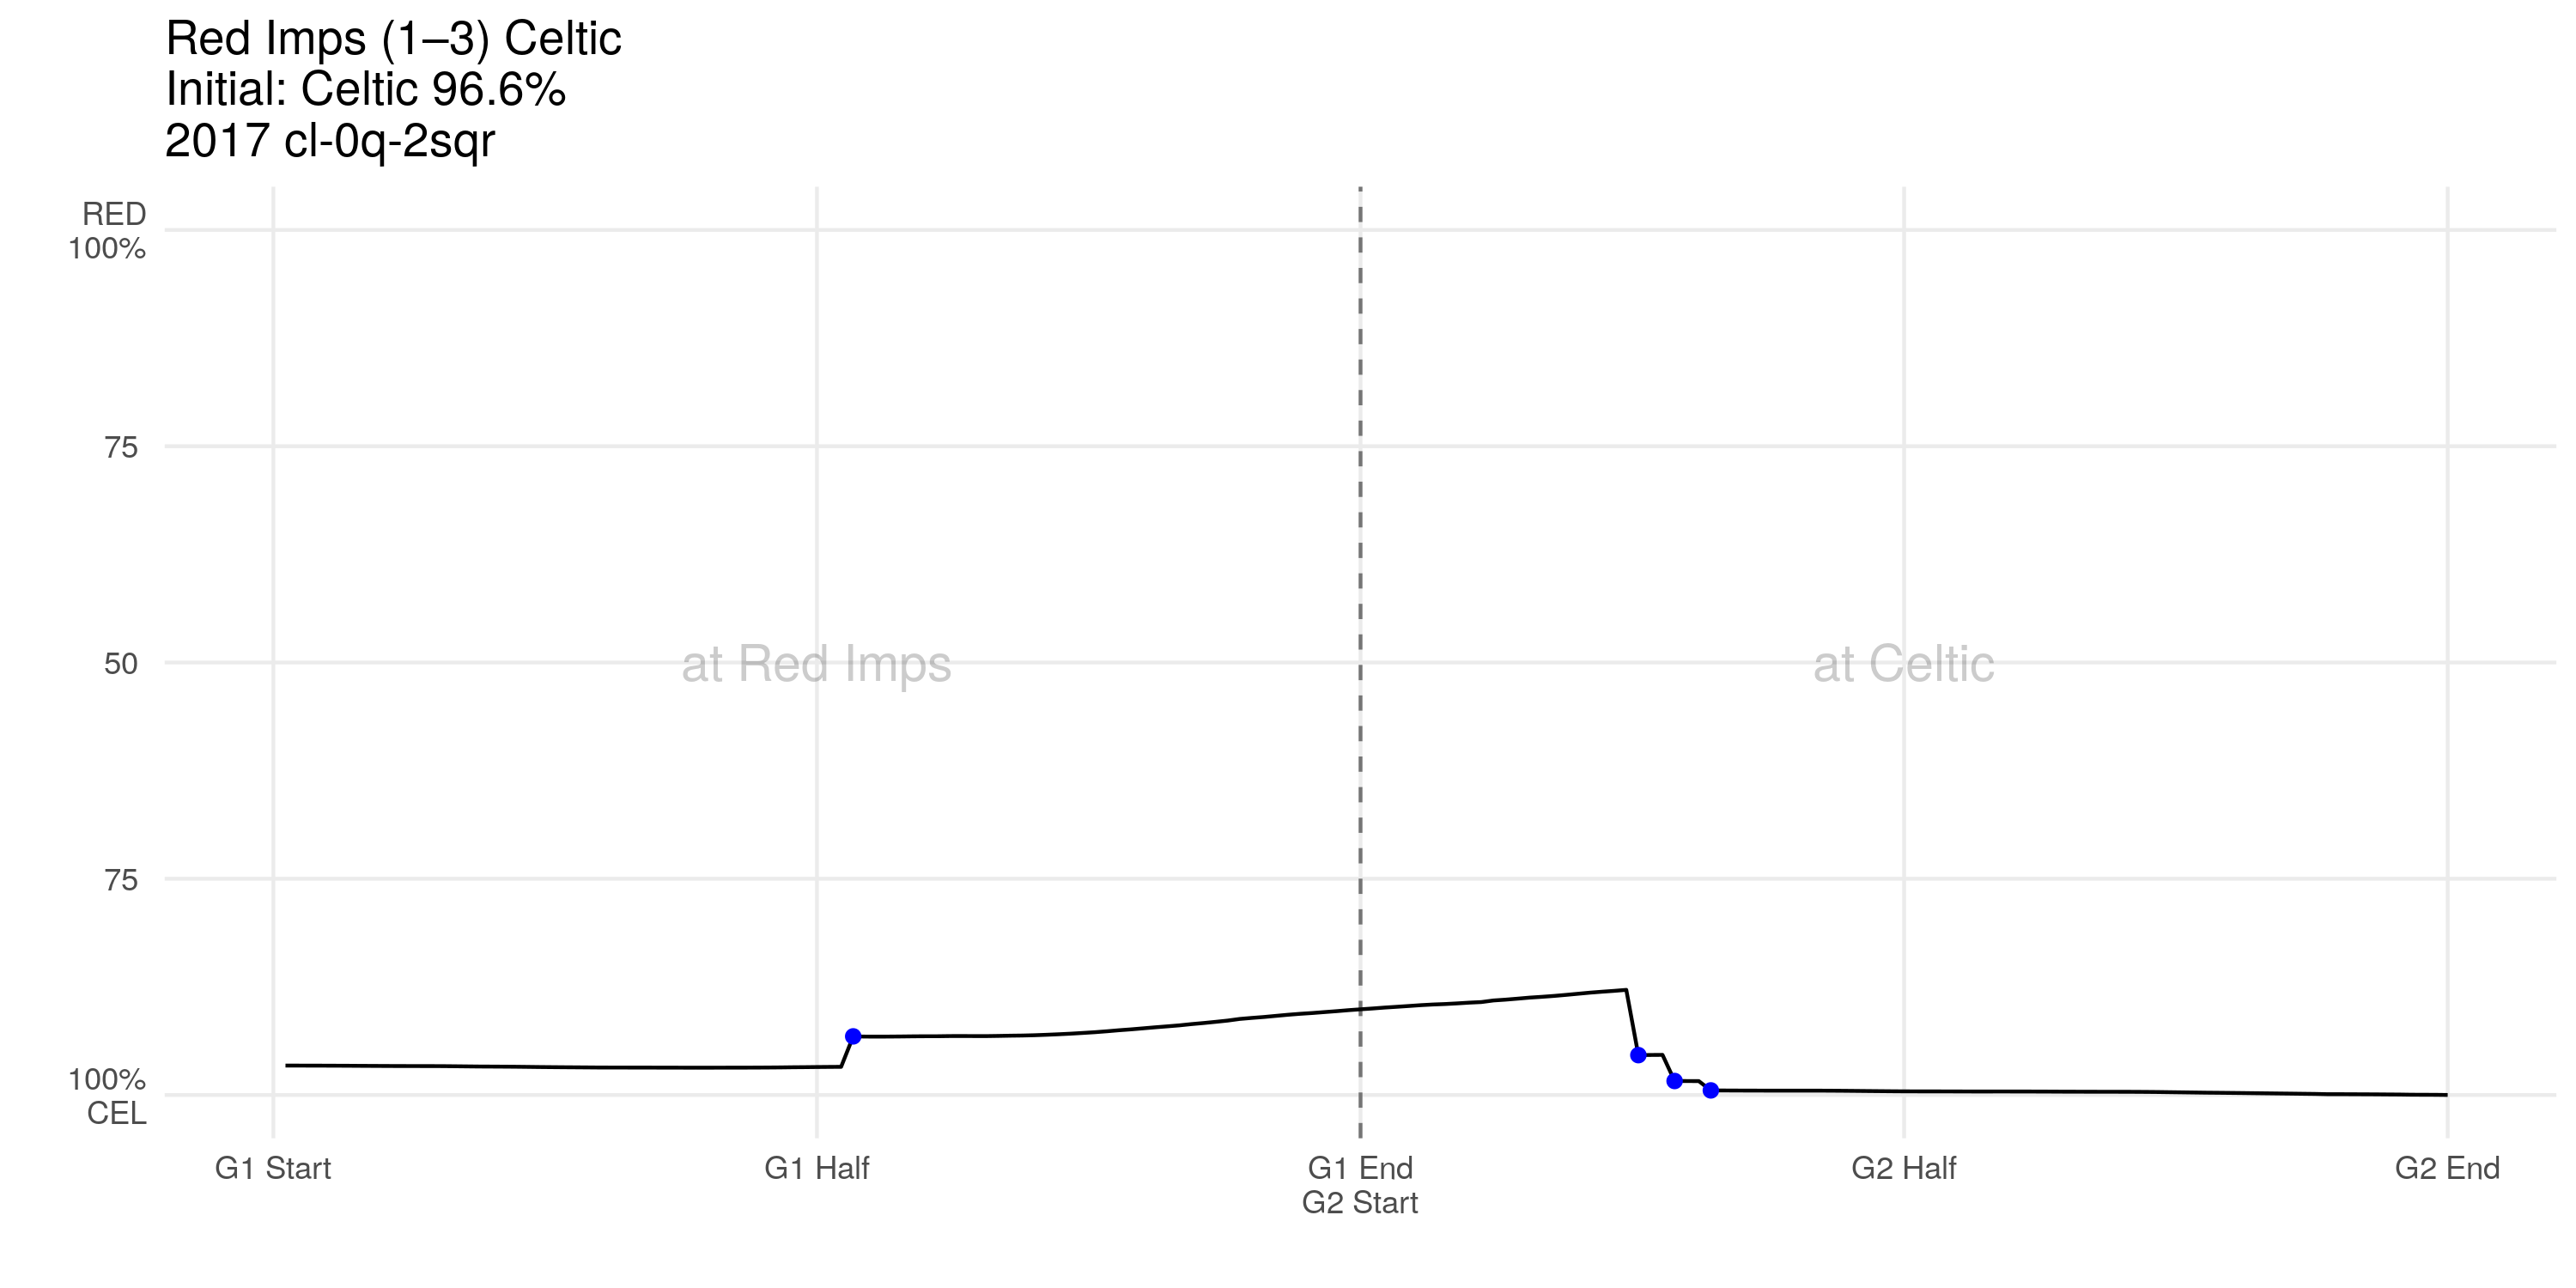 Red Imps (1–3) Celtic
Initial: Celtic 96.6%
2017 cl-0q-2sqr
RED
100%
75
50
75
100%
CEL
at Red Imps
at Celtic
G1 Start
G1 Half
G1 End
G2 Start
G2 Half
G2 End